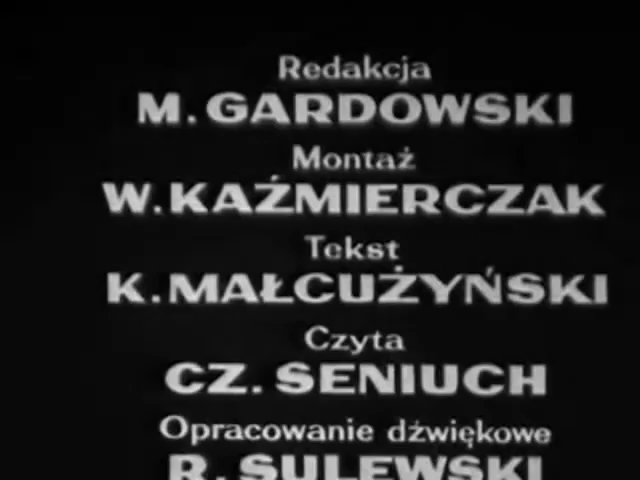 Redakcja
M. GARDOWSKI
Montaż
W. KAŹMIERCZAK
Tekst
K. MAŁCUŻYŃSKI
Czyta
CZ. SENIUCH
Opracowanie dźwiękowe
R. SULEWSKI